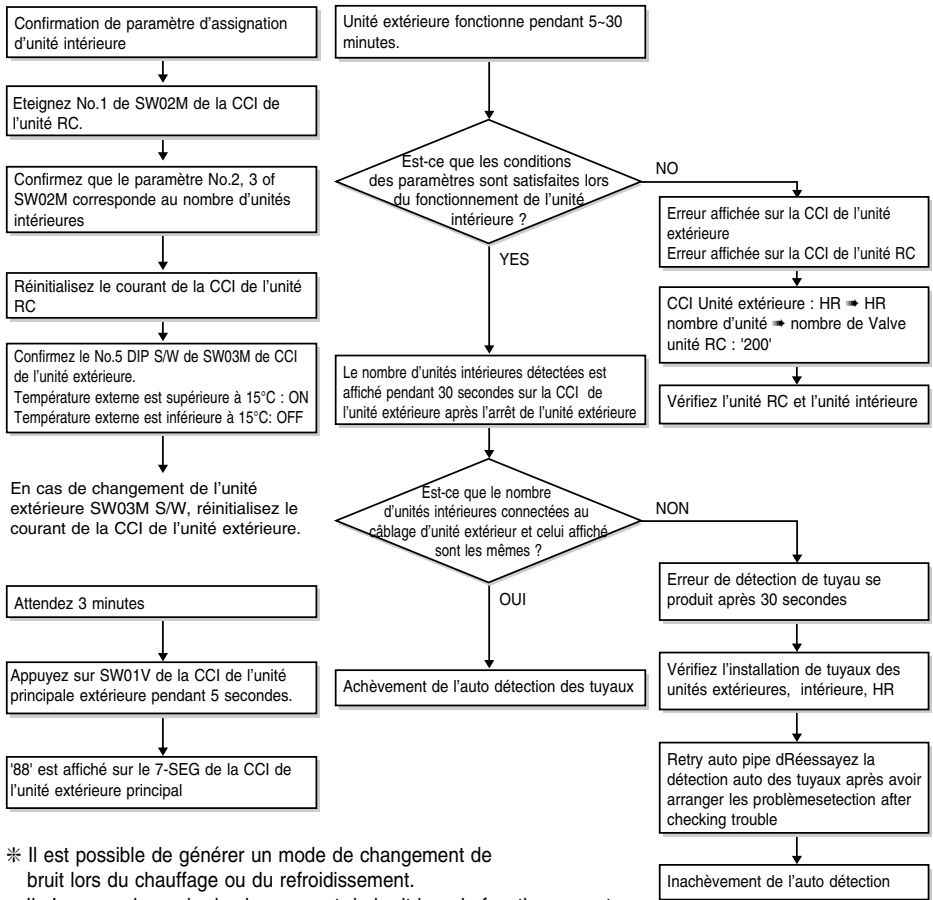 Confirmation de paramètre d'assignation
d'unité intérieure
Eteignez No.1 de SW02M de la CCI de
l'unité RC.
Confirmez que le paramètre No.2, 3 of
SW02M corresponde au nombre d'unités
intérieures
Réinitialisez le courant de la CCI de l'unité
RC
Confirmez le No.5 DIP S/W de SW03M de CCI
de l'unité extérieure.
Température externe est supérieure à 15°C : ON
Température externe est inférieure à 15°C: OFF
En cas de changement de l'unité
extérieure SW03M S/W, réinitialisez le
courant de la CCI de l'unité extérieure.
Attendez 3 minutes
Appuyez sur SW01V de la CCI de l'unité
principale extérieure pendant 5 secondes.
'88' est affiché sur le 7-SEG de la CCI de
l'unité extérieure principal
Unité extérieure fonctionne pendant 5~30
minutes.
Est-ce que les conditions
des paramètres sont satisfaites lors
du fonctionnement de l'unité
intérieure ?
NO
YES
Erreur affichée sur la CCI de l'unité
extérieure
Erreur affichée sur la CCI de l'unité RC
CCI Unité extérieure : HR ➠ HR
nombre d'unité ➠ nombre de Valve
unité RC : '200'
Vérifiez l'unité RC et l'unité intérieure
Le nombre d'unités intérieures détectées est
affiché pendant 30 secondes sur la CCI de
l'unité extérieure après l'arrêt de l'unité extérieure
Est-ce que le nombre
d'unités intérieures connectées au
câblage d'unité extérieur et celui affiché
sont les mêmes ?
NON
OUI
Achèvement de l'auto détection des tuyaux
Erreur de détection de tuyau se
produit après 30 secondes
Vérifiez l'installation de tuyaux des
unités extérieures, intérieure, HR
Retry auto pipe dRéessayez la
détection auto des tuyaux après avoir
arranger les problèmesetection after
checking trouble
Inachèvement de l'auto détection
❈ Il est possible de générer un mode de changement de
bruit lors du chauffage ou du refroidissement.